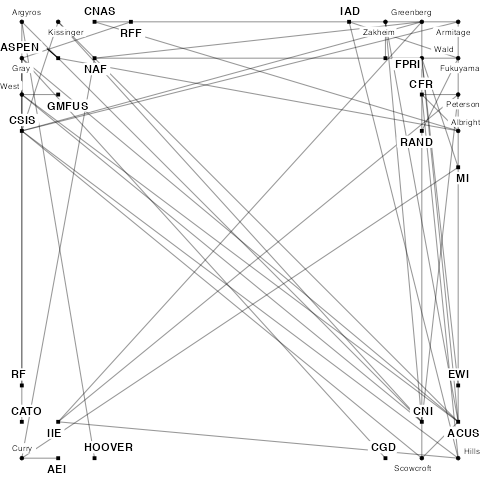 Argyros CNAS IAD Greenberg
Kissinger RFF Zakheim Armitage
ASPEN Wald
Gray NAF FPRI Fukuyama
West CFR
GMFUS Peterson
CSIS Albright
RAND
MI
RF EWI
CATO CNI
IIE ACUS
Curry HOOVER CGD Hills
AEI Scowcroft